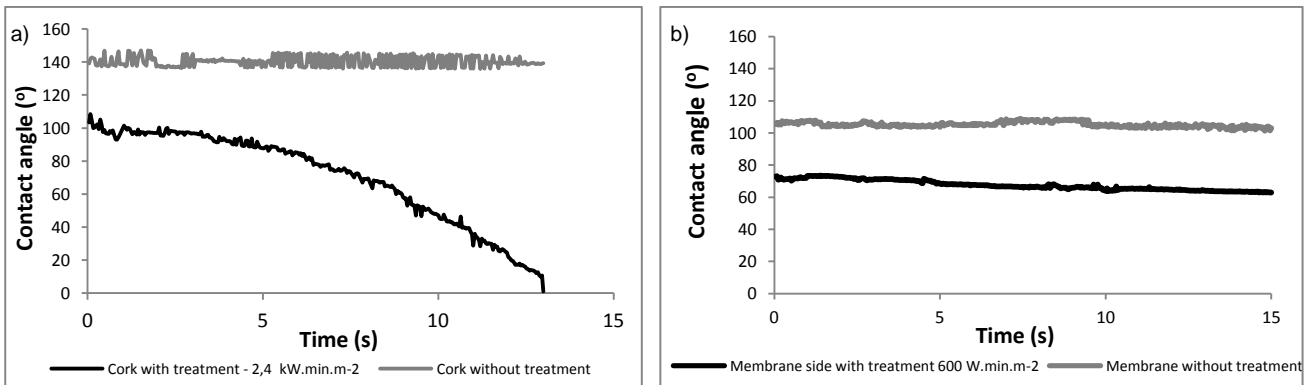 a)
160
140
120
100
80
60
40
20
0
Contact angle (º)
0 5 10 15
Time (s)
Cork with treatment - 2,4 kW.min.m-2 Cork without treatment
b)
160
140
120
100
80
60
40
20
0
Contact angle (º)
0 5 10 15
Time (s)
Membrane side with treatment 600 W.min.m-2 Membrane without treatment